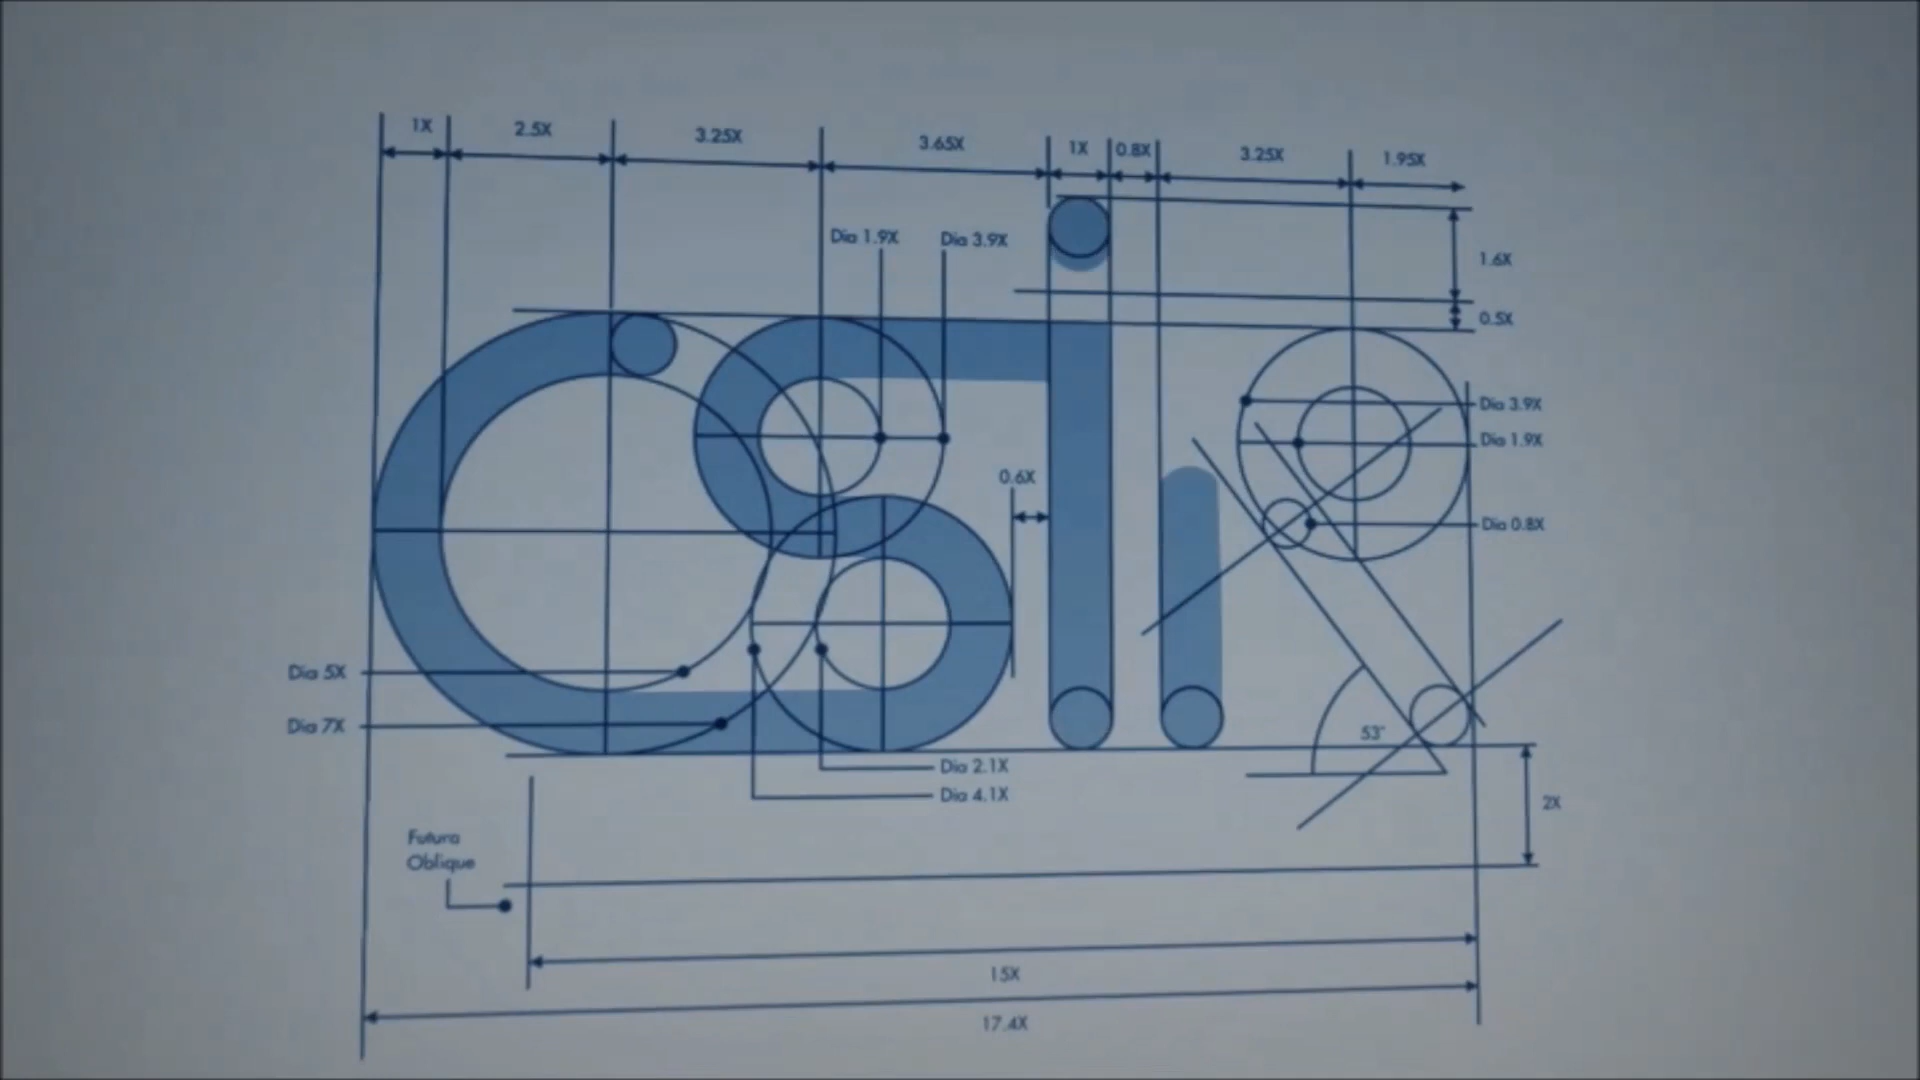 1X
2.5X
3.25X
3.65X
1X
0.8X
3.25X
1.95X
Dia 1.9X
Dia 3.9X
1.6X
0.5X
Dia 3.9X
Dia 1.9X
0.6X
Dia 0.8X
Dia 5X
Dia 7X
53°
Dia 2.1X
Dia 4.1X
2X
Futura
Oblique
15X
17.4X